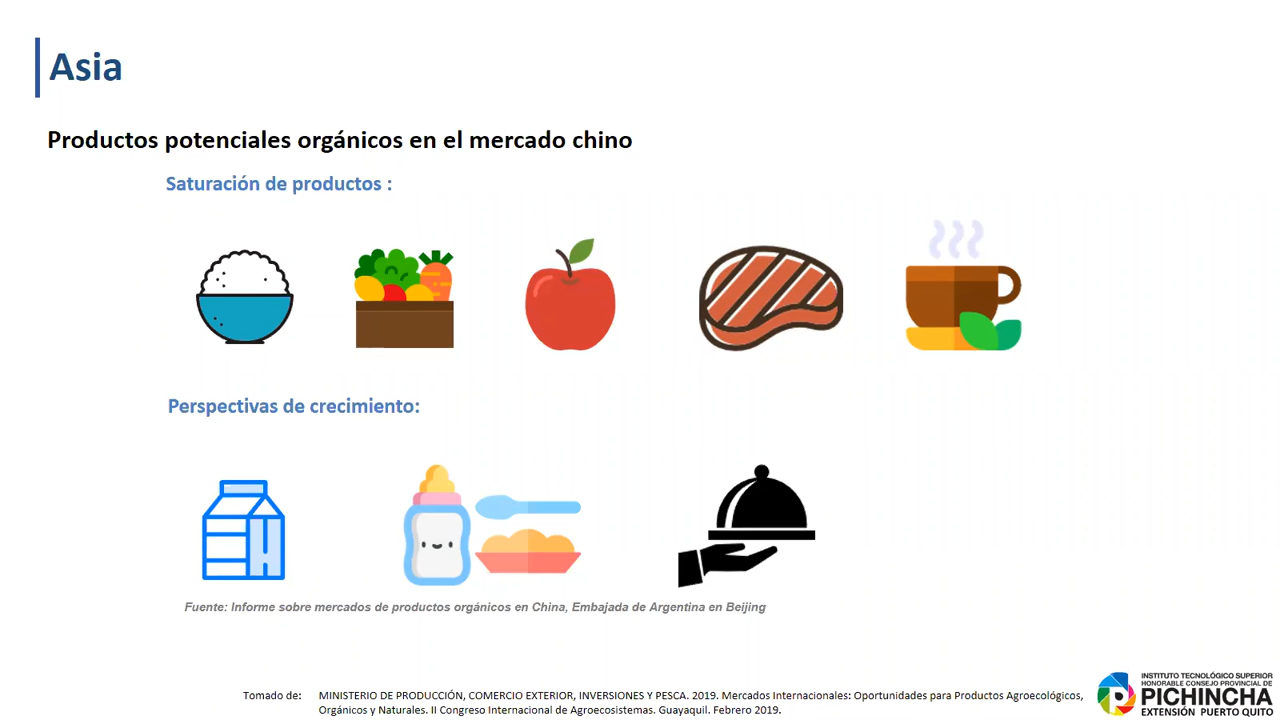 Asia
Productos potenciales orgánicos en el mercado chino
Saturación de productos :
Perspectivas de crecimiento:
Fuente: Informe sobre mercados de productos orgánicos en China, Embajada de Argentina en Beijing
Tomado de: MINISTERIO DE PRODUCCIÓN, COMERCIO EXTERIOR, INVERSIONES Y PESCA. 2019. Mercados Internacionales: Oportunidades para Productos Agroecológicos,
Orgánicos y Naturales. II Congreso Internacional de Agroecosistemas. Guayaquil. Febrero 2019.
INSTITUTO TECNOLÓGICO SUPERIOR
HONORABLE CONSEJO PROVINCIAL DE
PICHINCHA
EXTENSIÓN PUERTO QUITO